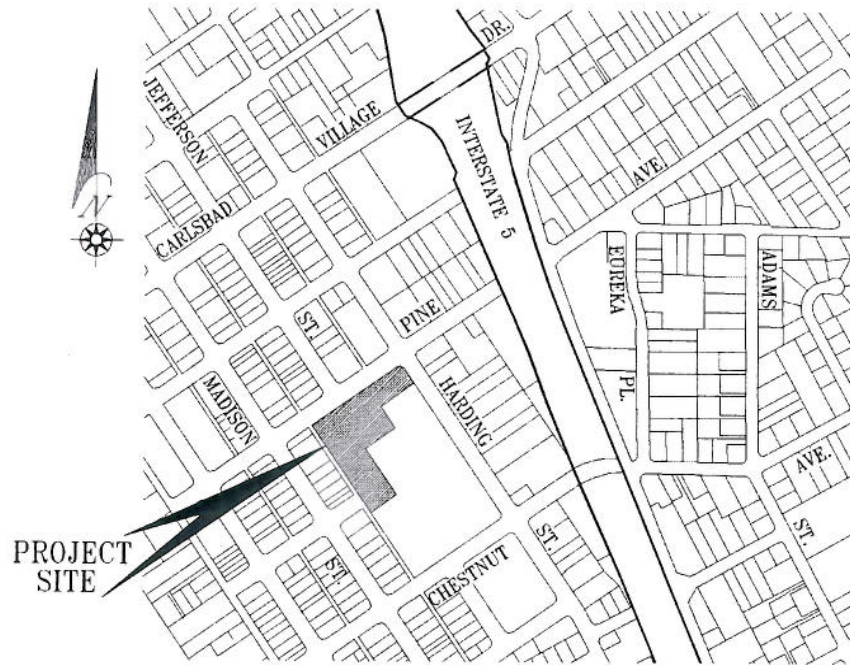 DR.
JEFFERSON
VILLAGE
INTERSTATE 5
AVE.
CARLSBAD
N
EUREKA
ADAMS
PINE
ST.
MADISON
HARDING
PL.
AVE.
PROJECT
SITE
ST.
CHESTNUT
ST.
ST.